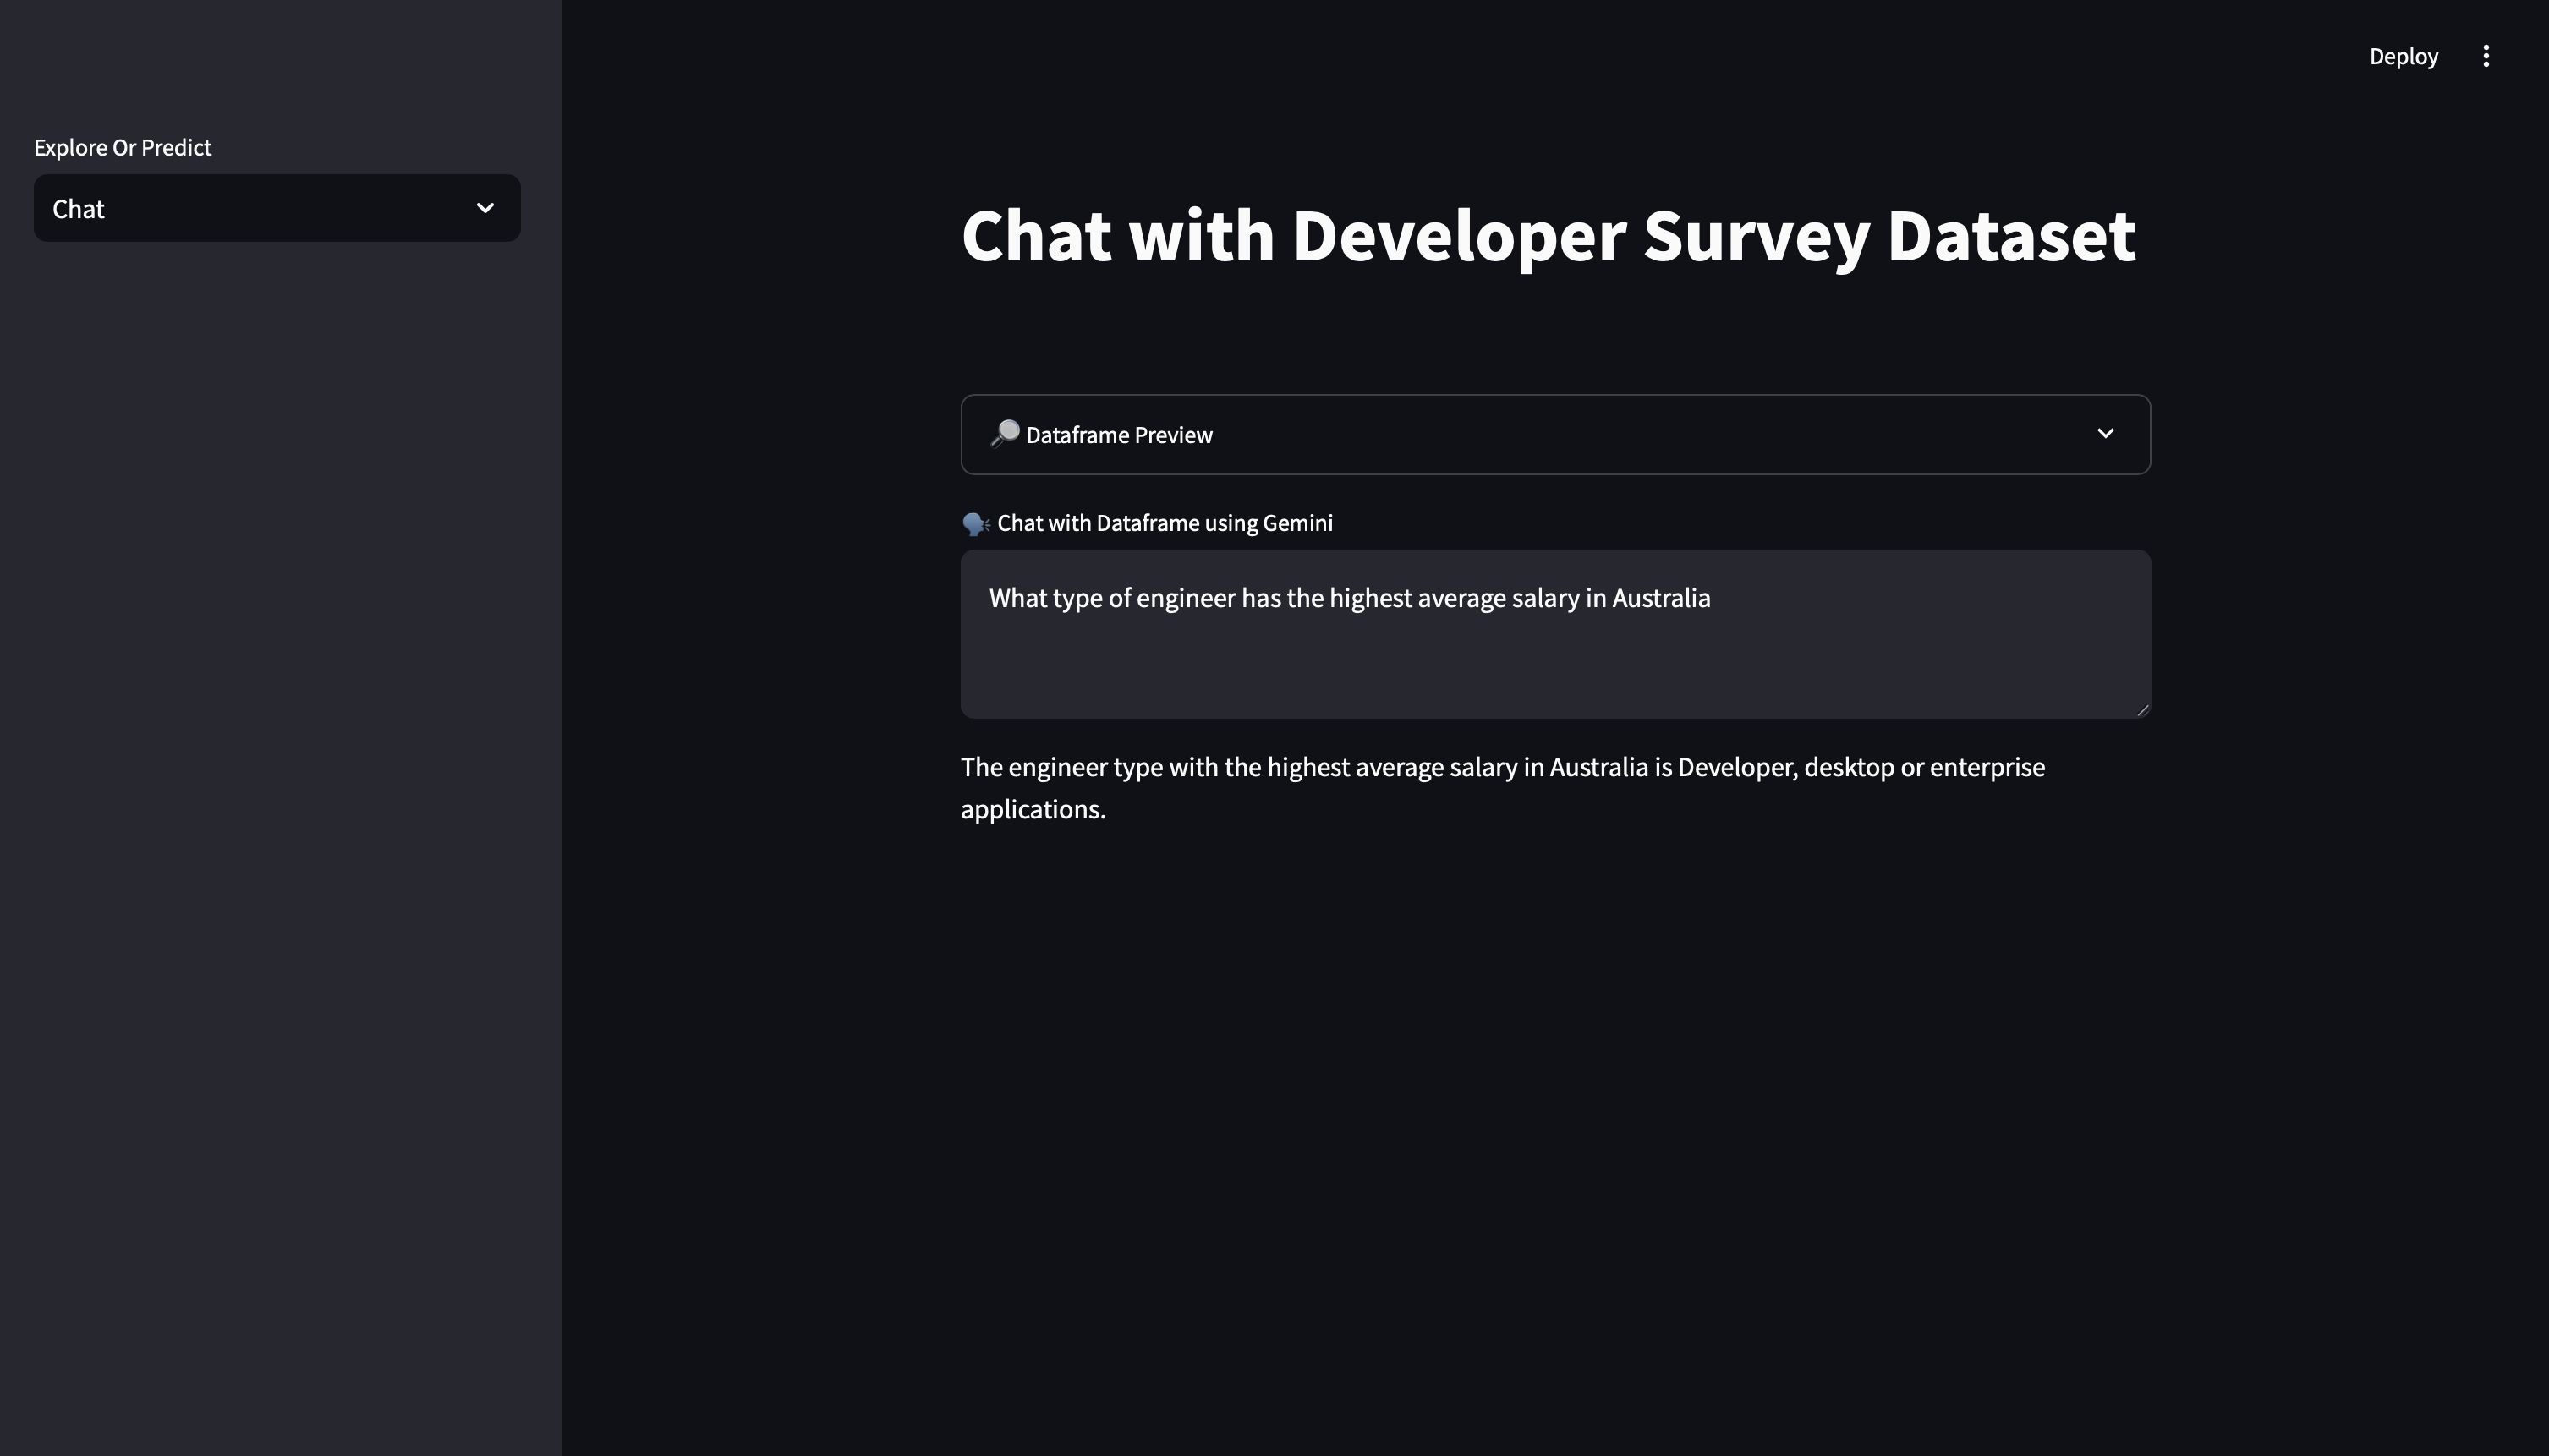 Deploy
Explore Or Predict
Chat
Chat with Developer Survey Dataset
🔎 Dataframe Preview
🗣️ Chat with Dataframe using Gemini
What type of engineer has the highest average salary in Australia
The engineer type with the highest average salary in Australia is Developer, desktop or enterprise
applications.